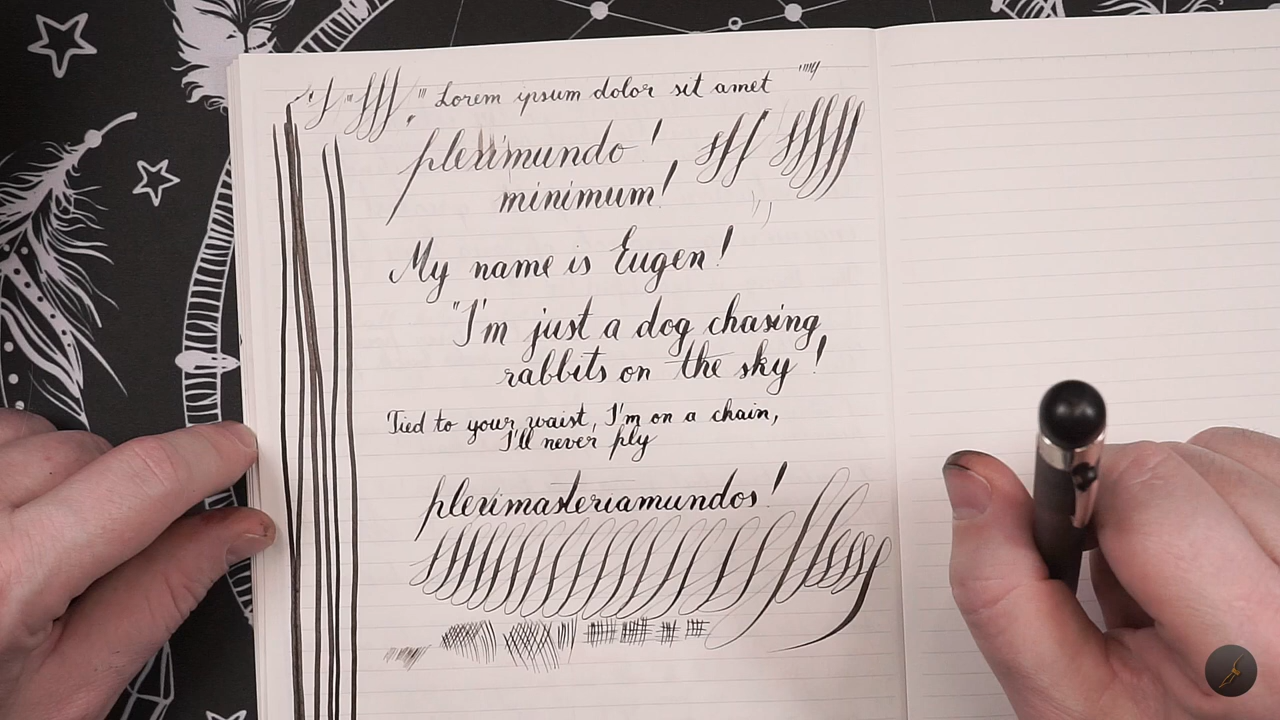 "Lorem ipsum dolor sit amet
pleximundo!
minimum!
My name is Eugen!
"I'm just a dog chasing
rabbits on the sky!
Tied to your waist, I'm on a chain,
I'll never ply
pleximasteriamundos!